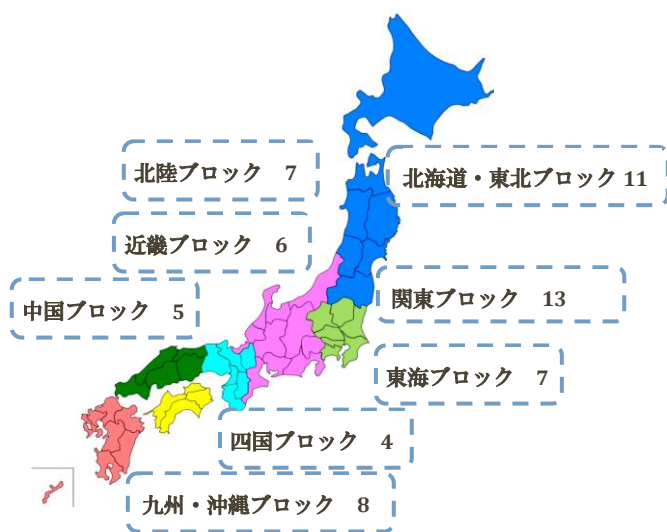 北陸ブロック 7
北海道・東北ブロック 11
近畿ブロック 6
中国ブロック 5
関東ブロック 13
東海ブロック 7
四国ブロック 4
九州・沖縄ブロック 8